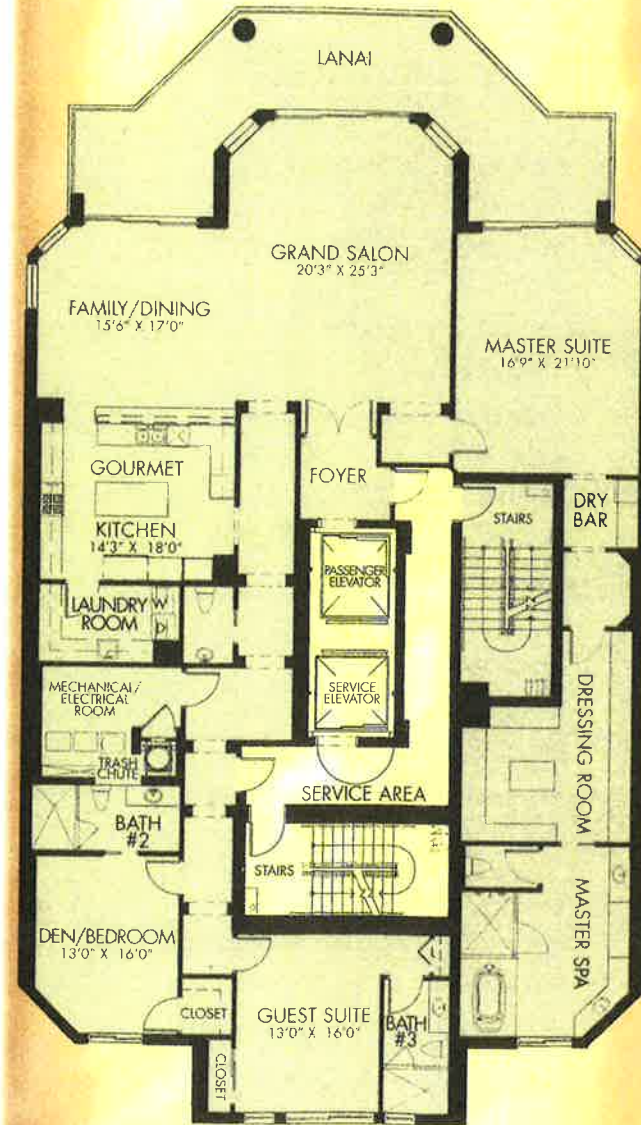 LANAI
GRAND SALON
20'3" X 25'3"
FAMILY/DINING
15'6" X 17'0"
MASTER SUITE
16'9" X 21'10"
GOURMET
KITCHEN
14'3" X 18'0"
FOYER
STAIRS
DRY
BAR
PASSENGER
ELEVATOR
LAUNDRY
ROOM
W
D
SERVICE
ELEVATOR
MECHANICAL/
ELECTRICAL
ROOM
TRASH
CHUTE
DRESSING ROOM
SERVICE AREA
BATH
#2
STAIRS
DEN/BEDROOM
13'0" X 16'0"
MASTER SPA
CLOSET
GUEST SUITE
13'0" X 16'0"
BATH
#3
CLOSET